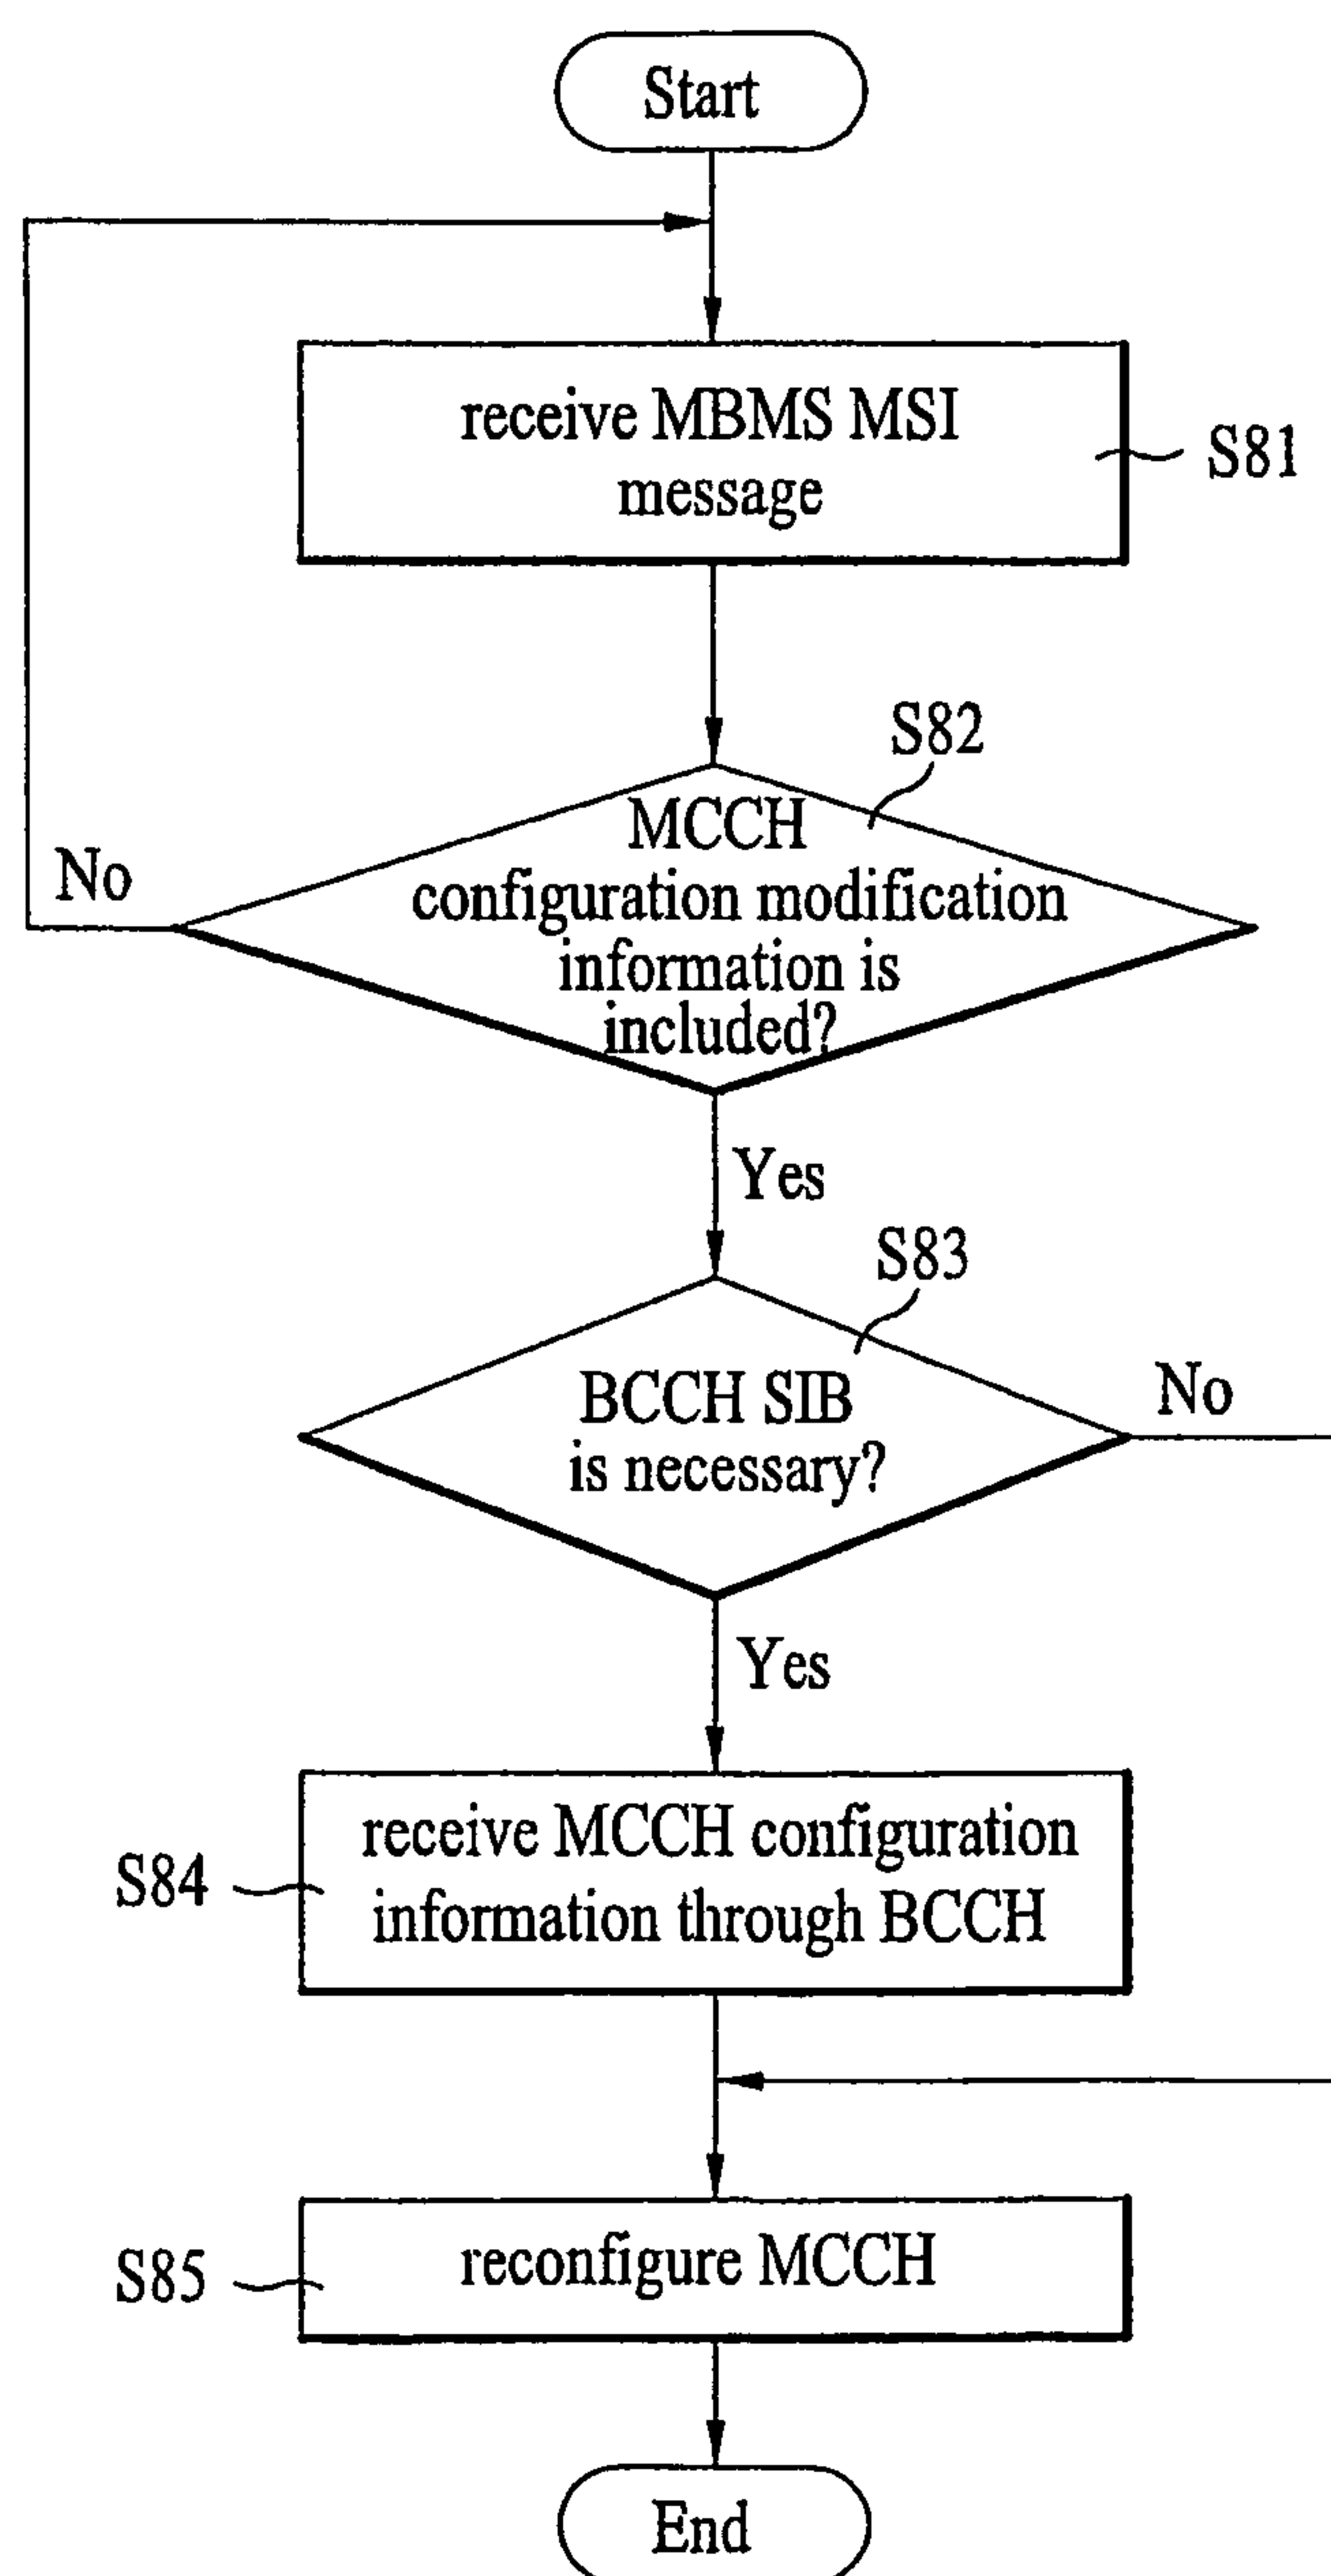 Start
receive MBMS MSI
message
S81
S82
MCCH
configuration modification
information is
included?
No
Yes
S83
BCCH SIB
is necessary?
No
Yes
S84
receive MCCH configuration
information through BCCH
S85
reconfigure MCCH
End